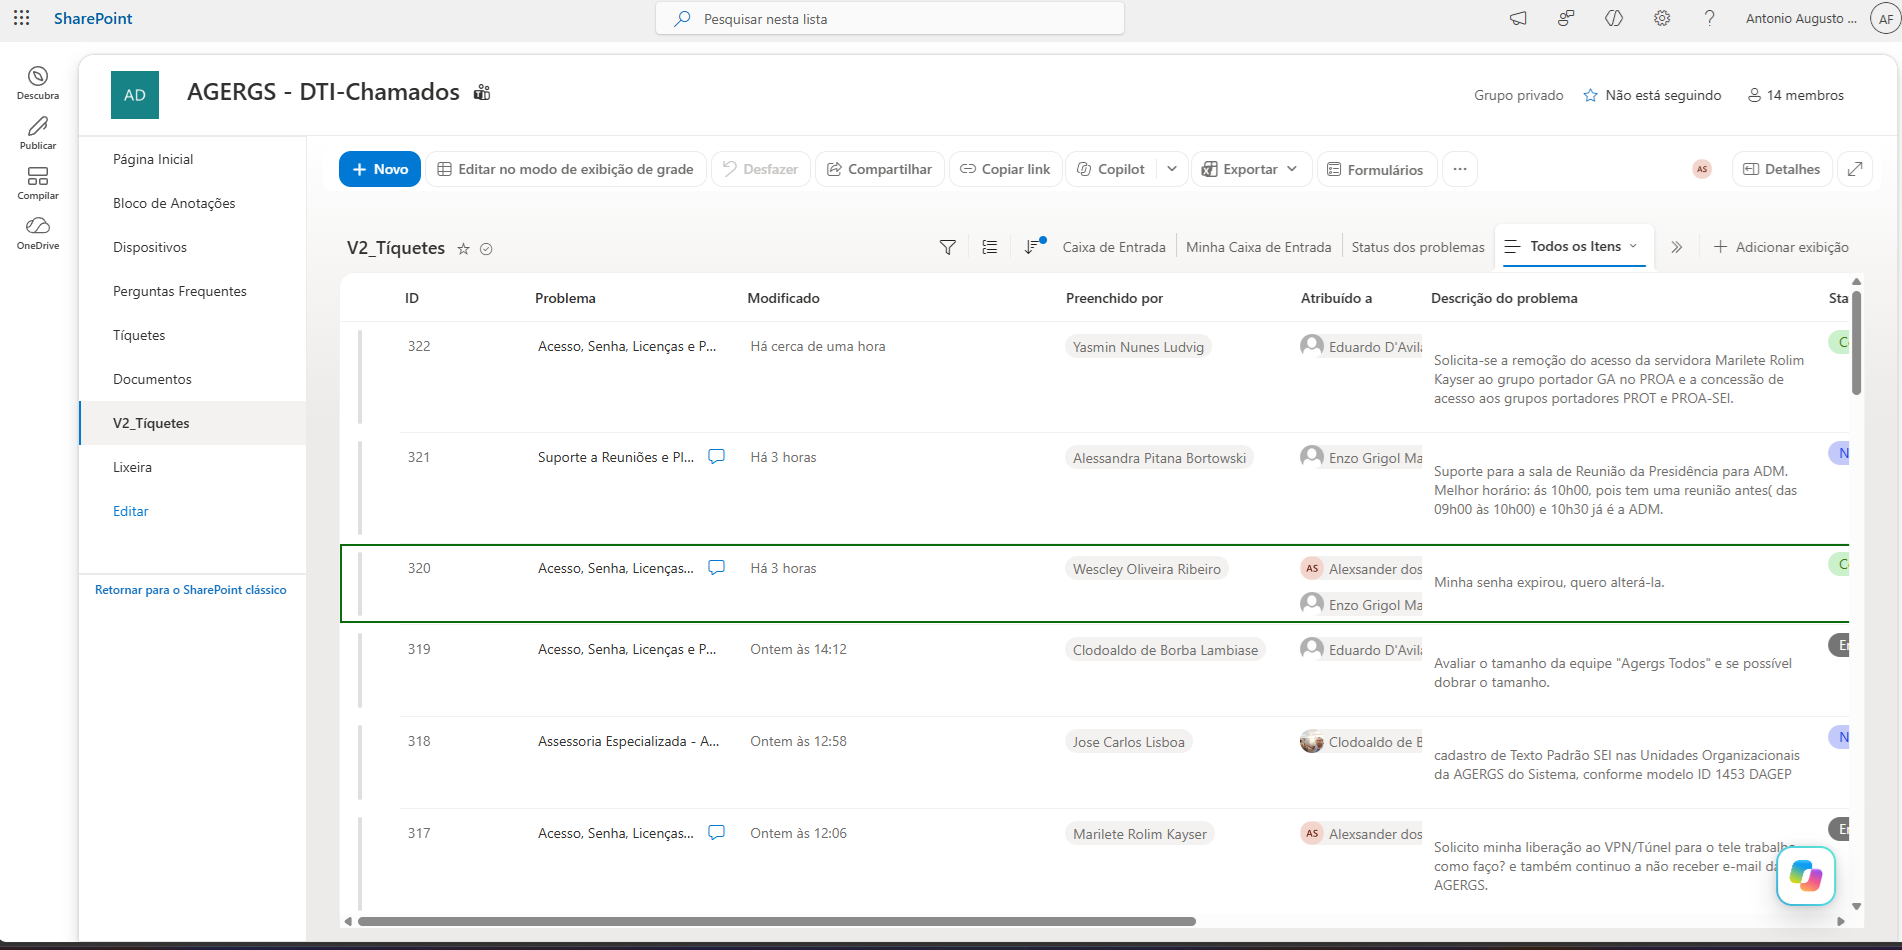 SharePoint
Pesquisar nesta lista
Antonio Augusto ...
AF
Descubra
Publicar
Compilar
OneDrive
AD
AGERGS - DTI-Chamados
Grupo privado
Não está seguindo
14 membros
Página Inicial
Bloco de Anotações
Dispositivos
Perguntas Frequentes
Tíquetes
Documentos
V2_Tíquetes
Lixeira
Editar
Retornar para o SharePoint clássico
Novo
Editar no modo de exibição de grade
Desfazer
Compartilhar
Copiar link
Copilot
Exportar
Formulários
AS
Detalhes
V2_Tíquetes
Caixa de Entrada
Minha Caixa de Entrada
Status dos problemas
Todos os Itens
Adicionar exibição
ID Problema Modificado Preenchido por Atribuído a Descrição do problema Sta
322 Acesso, Senha, Licenças e P... Há cerca de uma hora Yasmin Nunes Ludvig Eduardo D'Avila
Solicita-se a remoção do acesso da servidora Marilete Rolim
Kayser ao grupo portador GA no PROA e a concessão de
acesso aos grupos portadores PROT e PROA-SEI.
321 Suporte a Reuniões e Pl... Há 3 horas Alessandra Pitana Bortowski Enzo Grigol Ma N
Suporte para a sala de Reunião da Presidência para ADM.
Melhor horário: ás 10h00, pois tem uma reunião antes( das
09h00 às 10h00) e 10h30 já é a ADM.
320 Acesso, Senha, Licenças... Há 3 horas Wescley Oliveira Ribeiro AS Alexsander dos
Enzo Grigol Ma
Minha senha expirou, quero alterá-la.
319 Acesso, Senha, Licenças e P... Ontem às 14:12 Clodoaldo de Borba Lambiase Eduardo D'Avila
Avaliar o tamanho da equipe "Agergs Todos" e se possível
dobrar o tamanho.
318 Assessoria Especializada - A... Ontem às 12:58 Jose Carlos Lisboa Clodoaldo de B N
cadastro de Texto Padrão SEI nas Unidades Organizacionais
da AGERGS do Sistema, conforme modelo ID 1453 DAGEP
317 Acesso, Senha, Licenças... Ontem às 12:06 Marilete Rolim Kayser AS Alexsander dos
Solicito minha liberação ao VPN/Túnel para o tele trabalho
como faço? e também continuo a não receber e-mail da
AGERGS.